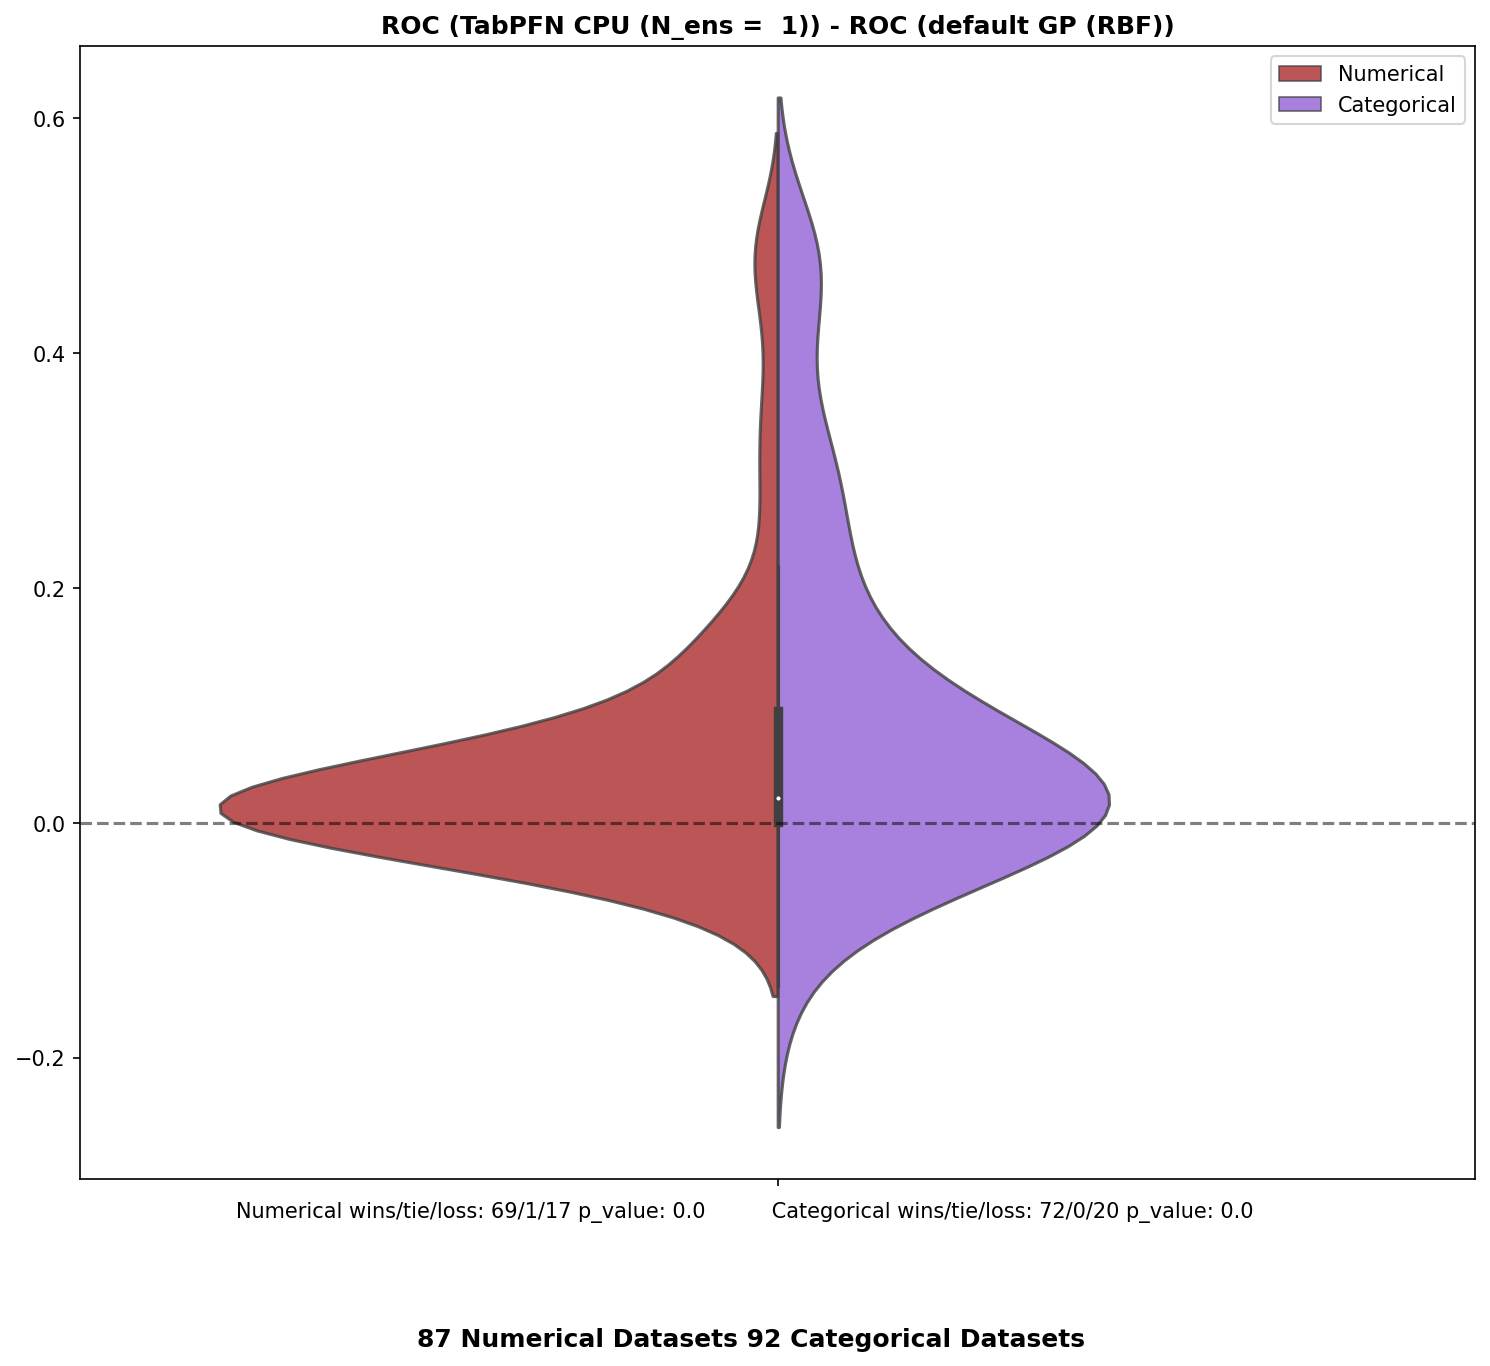 ROC (TabPFN CPU (N_ens =  1)) - ROC (default GP (RBF))
Numerical
Categorical
0.6
0.4
0.2
0.0
−0.2
Numerical wins/tie/loss: 69/1/17 p_value: 0.0
Categorical wins/tie/loss: 72/0/20 p_value: 0.0
87 Numerical Datasets 92 Categorical Datasets